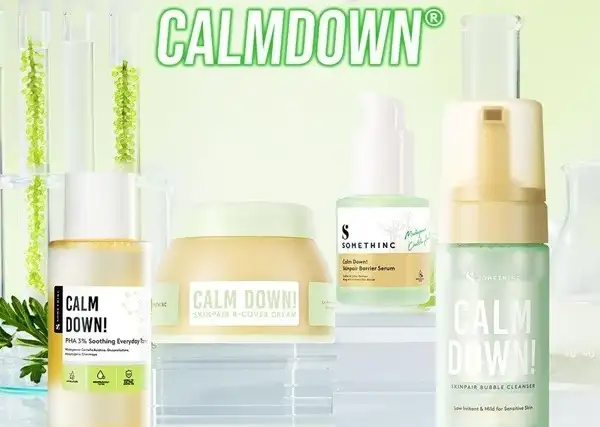 CALMDOWN®
S
SOMETHINC
Calm Down!
Skinpair Barrier Serum
S SOMETHINC
CALM
DOWN!
PHA 3% Soothing Everyday
CALM DOWN!
SKINPAIR R-COVER CREAM
S SOMETHINC
CALM
DOWN!
SKINPAIR BUBBLE CLEANSER
Low Irritant & Mild for Sensitive Skin